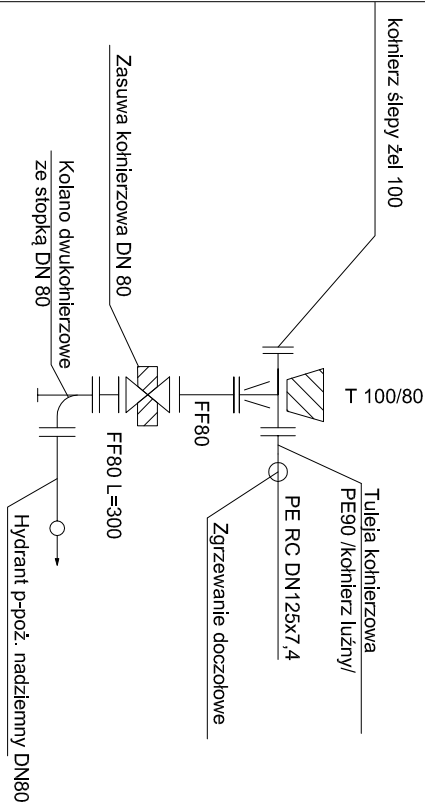 kołnierz ślepy żel 100
Zasuwa kołnierzowa DN 80
Kolano dwukołnierzowe
ze stopką DN 80
T 100/80
FF80
FF80 L=300
Tuleja kołnierzowa
PE90 /kołnierz luźny/
PE RC DN125x7,4
Zgrzewanie doczołowe
Hydrant p-poż. nadziemny DN80